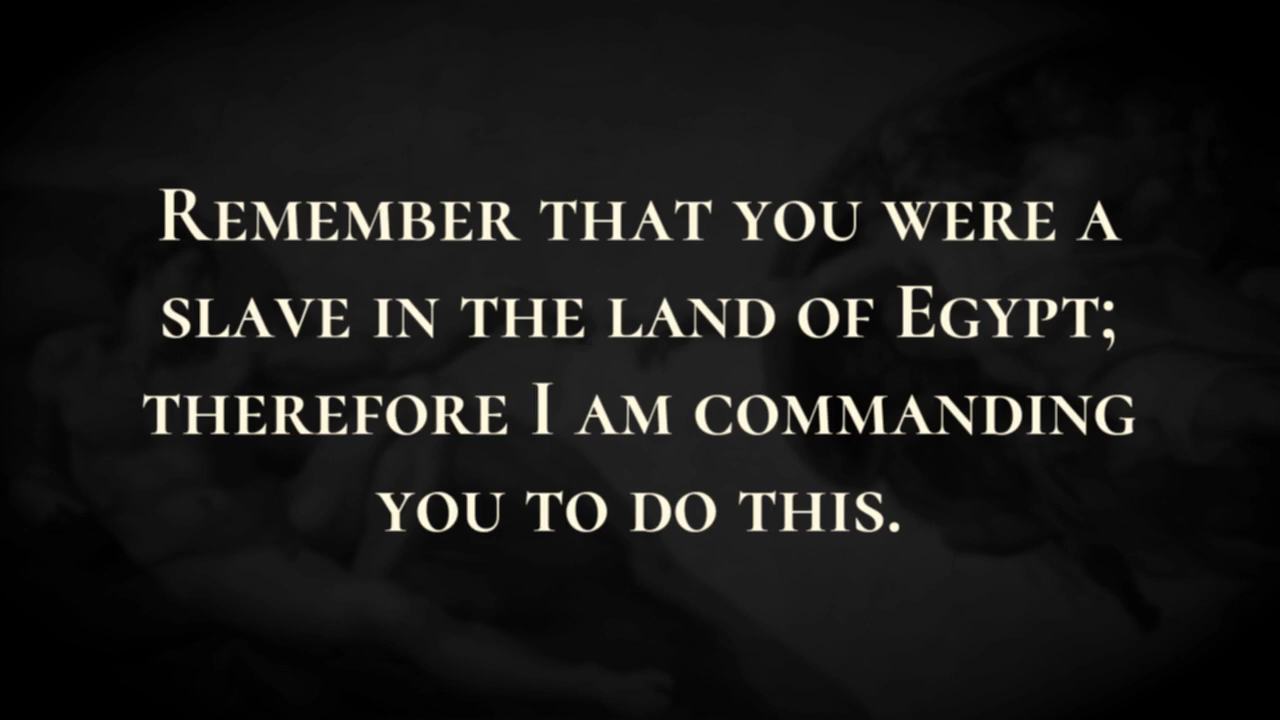 Remember that you were a
slave in the land of Egypt;
therefore I am commanding
you to do this.